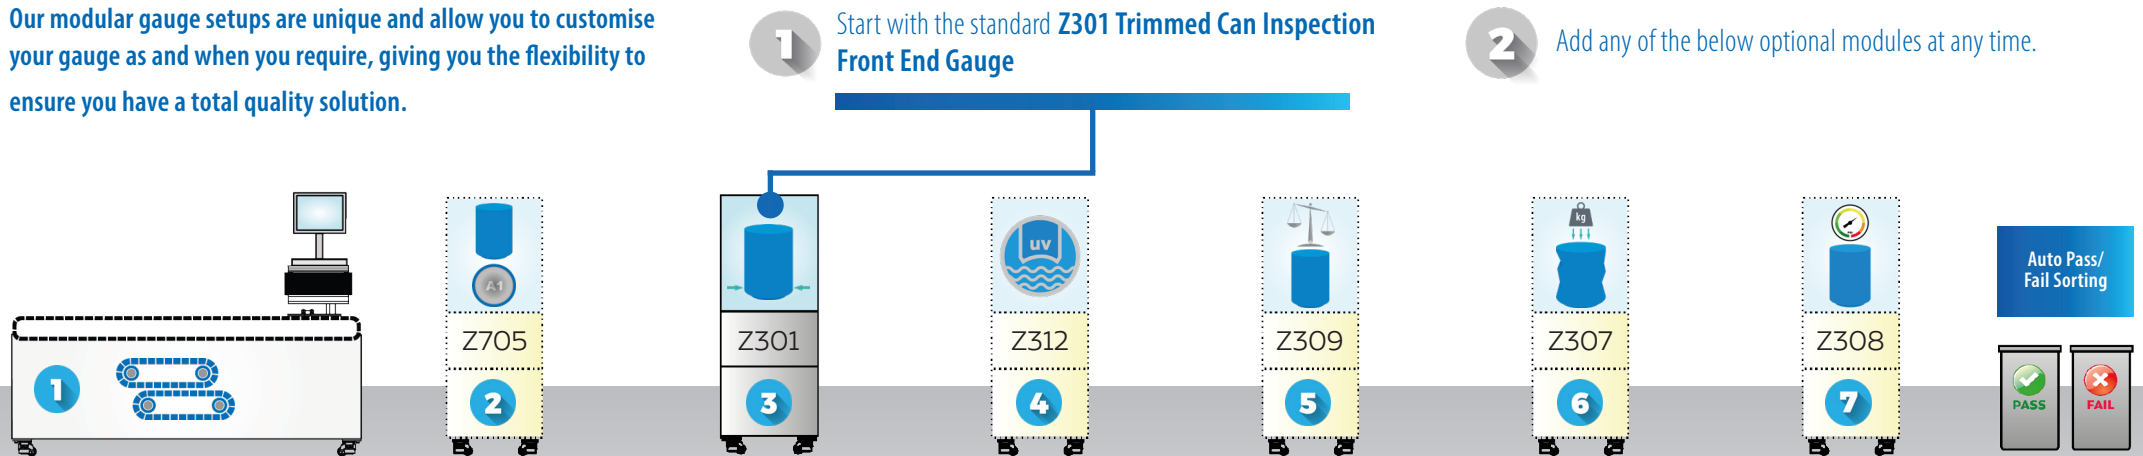 Our modular gauge setups are unique and allow you to customise
your gauge as and when you require, giving you the flexibility to
ensure you have a total quality solution.
1
Start with the standard Z301 Trimmed Can Inspection
Front End Gauge
2
Add any of the below optional modules at any time.
A1
uv
kg
Auto Pass/
Fail Sorting
Z705
Z301
Z312
Z309
Z307
Z308
1
2
3
4
5
6
7
PASS
FAIL